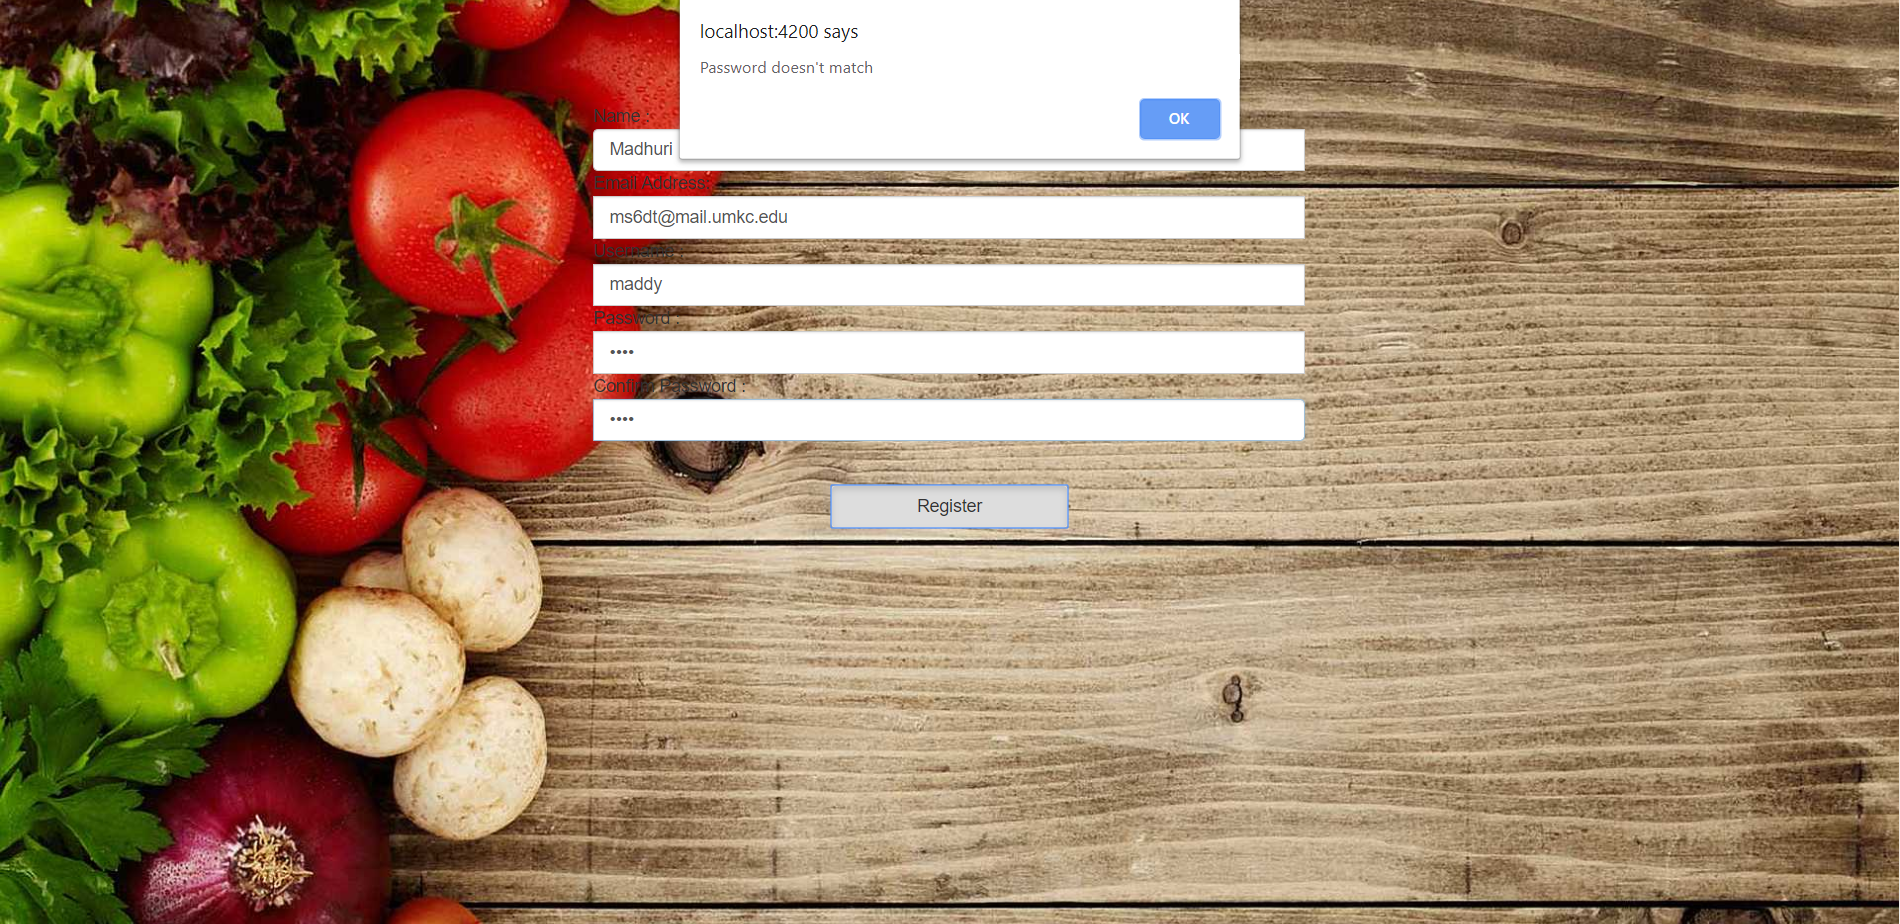 localhost:4200 says
Password doesn't match
OK
Name :
Madhuri
Email Address:
ms6dt@mail.umkc.edu
Username
maddy
Password :
••••
Confirm Password :
••••
Register